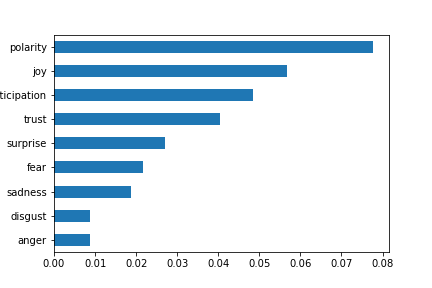 polarity
joy
ticipation
trust
surprise
fear
sadness
disgust
anger
0.00 0.01 0.02 0.03 0.04 0.05 0.06 0.07 0.08